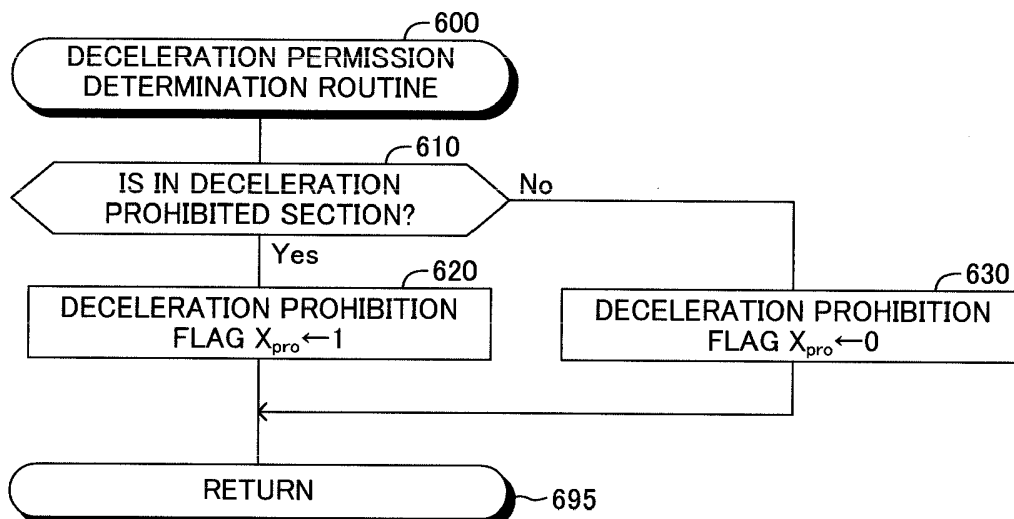 600
DECELERATION PERMISSION
DETERMINATION ROUTINE
610
IS IN DECELERATION
PROHIBITED SECTION?
No
Yes
620
DECELERATION PROHIBITION
FLAG Xpro←1
630
DECELERATION PROHIBITION
FLAG Xpro←0
RETURN
695